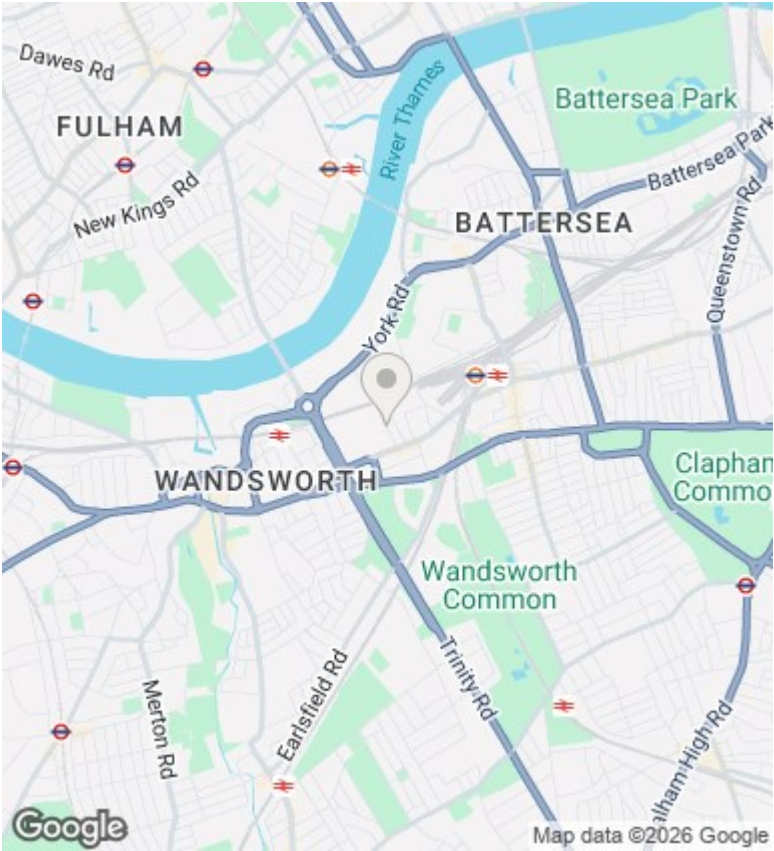 Dawes Rd
FULHAM
New Kings Rd
River Thames
Battersea Park
Battersea Park
BATTERSEA
Queenstown Rd
York Rd
WANDSWORTH
Clapham
Commo
Wandsworth
Common
Trinity Rd
Earlsfield Rd
Merton Rd
alham High Rd
Google
Map data ©2026 Google